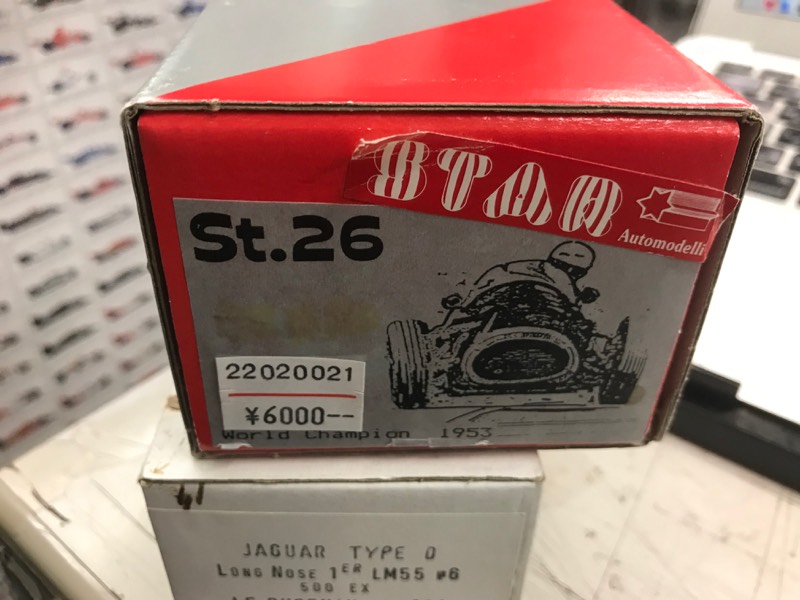 STAR
Automodelli
St.26
22020021
¥6000--
World Champion 1953
JAGUAR TYPE D
LONG NOSE 1ER LM55 #6
500 EX